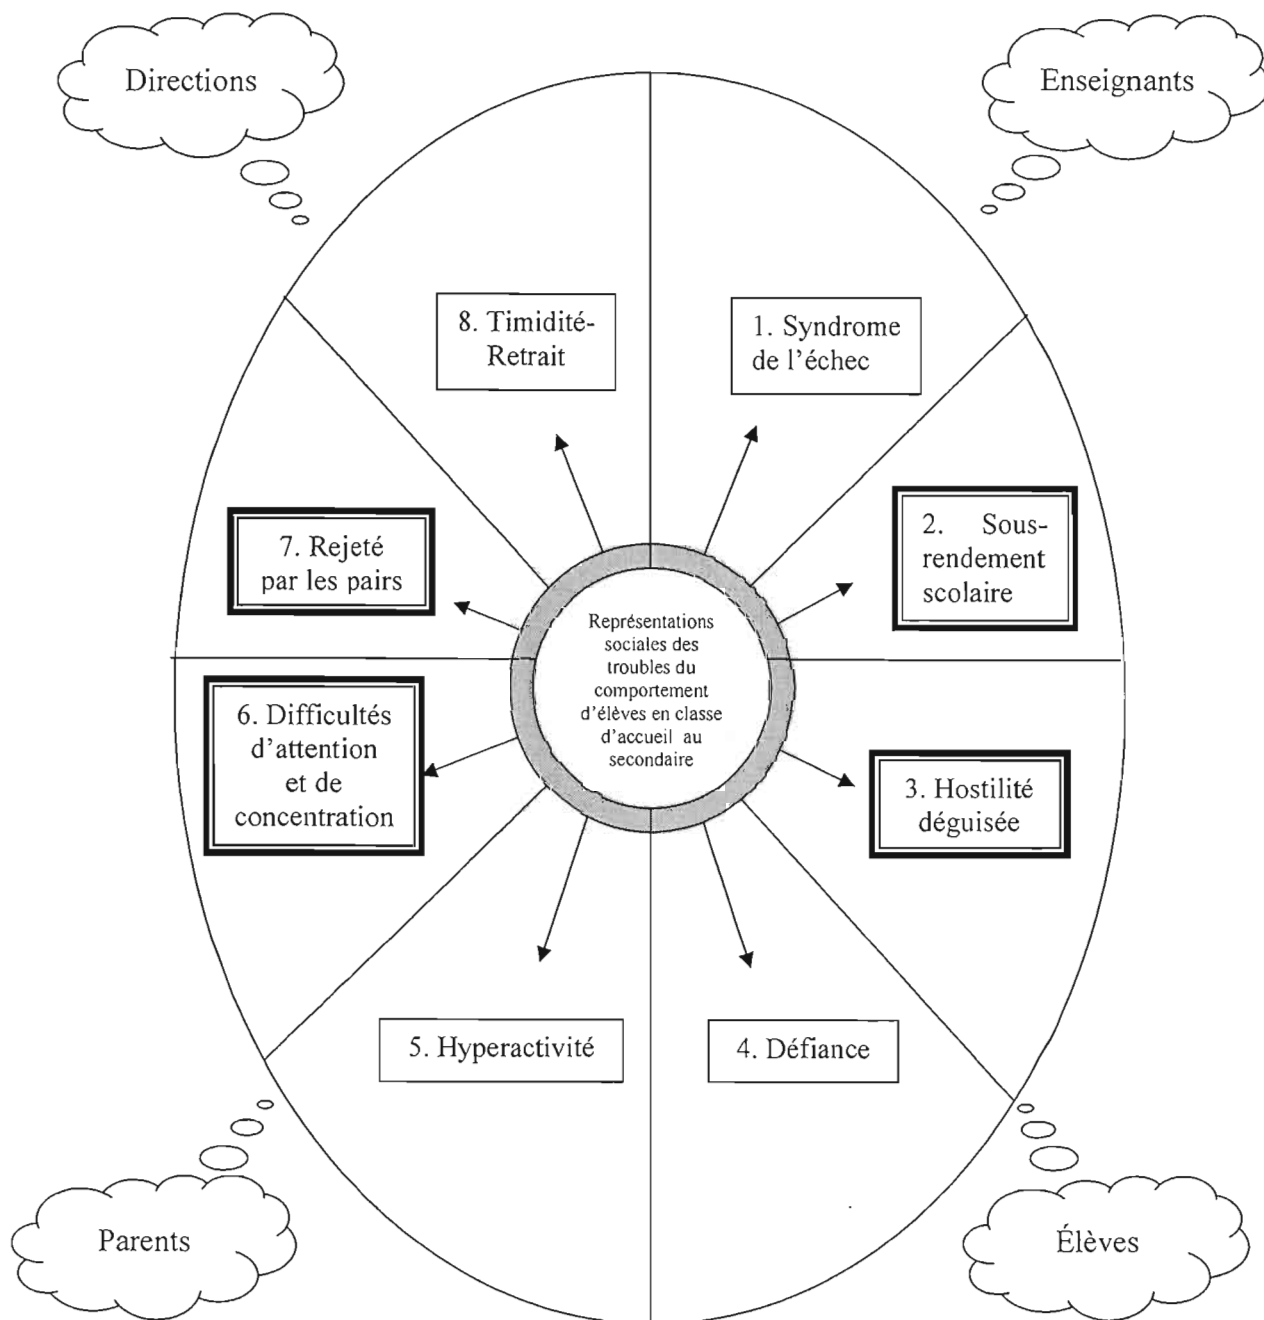 Directions
Enseignants
8. Timidité-
Retrait
1. Syndrome
de l'échec
7. Rejeté
par les pairs
2. Sous-
rendement
scolaire
Représentations
sociales des
troubles du
comportement
d'élèves en classe
d'accueil au
secondaire
6. Difficultés
d'attention
et de
concentration
3. Hostilité
déguisée
5. Hyperactivité
4. Défiance
Parents
Élèves